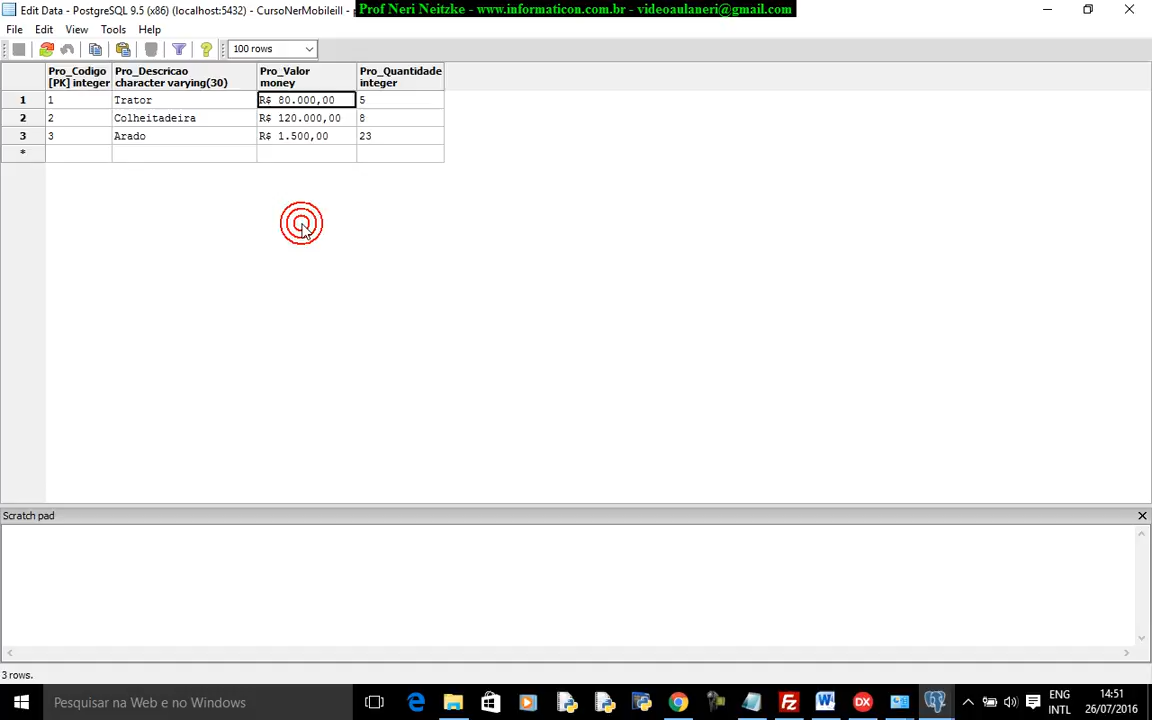 Edit Data - PostgreSQL 9.5 (x86) (localhost:5432) - CursoNerMobileiII -
Prof Neri Neitzke - www.informaticon.com.br - videoaulaneri@gmail.com
File Edit View Tools Help
100 rows
Pro_Codigo Pro_Descricao Pro_Valor Pro_Quantidade
[PK] integer character varying(30) money integer
1 1 Trator R$ 80.000,00 5
2 2 Colheitadeira R$ 120.000,00 8
3 3 Arado R$ 1.500,00 23
*
Scratch pad
3 rows.
Pesquisar na Web e no Windows
ENG 14:51
INTL 26/07/2016